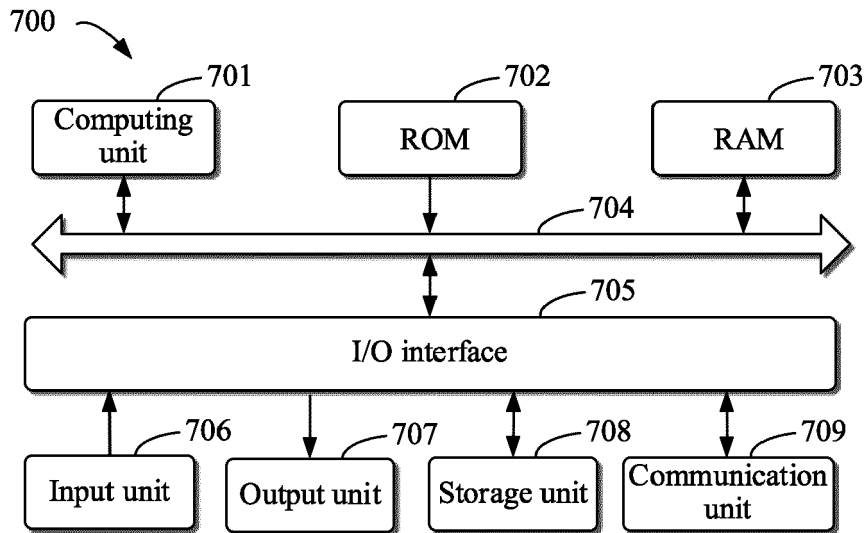 700
701
702
703
Computing
unit
ROM
RAM
704
705
I/O interface
706
707
708
709
Input unit
Output unit
Storage unit
Communication
unit